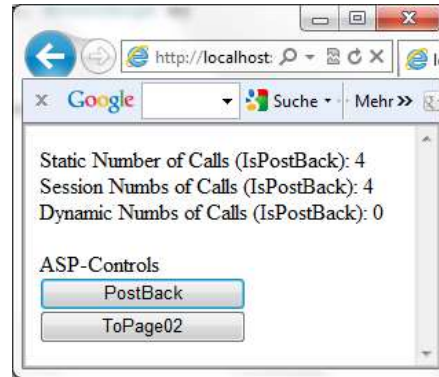 http://localhost:
x Google Suche Mehr »
Static Number of Calls (IsPostBack): 4
Session Numbs of Calls (IsPostBack): 4
Dynamic Numbs of Calls (IsPostBack): 0
ASP-Controls
PostBack
ToPage02